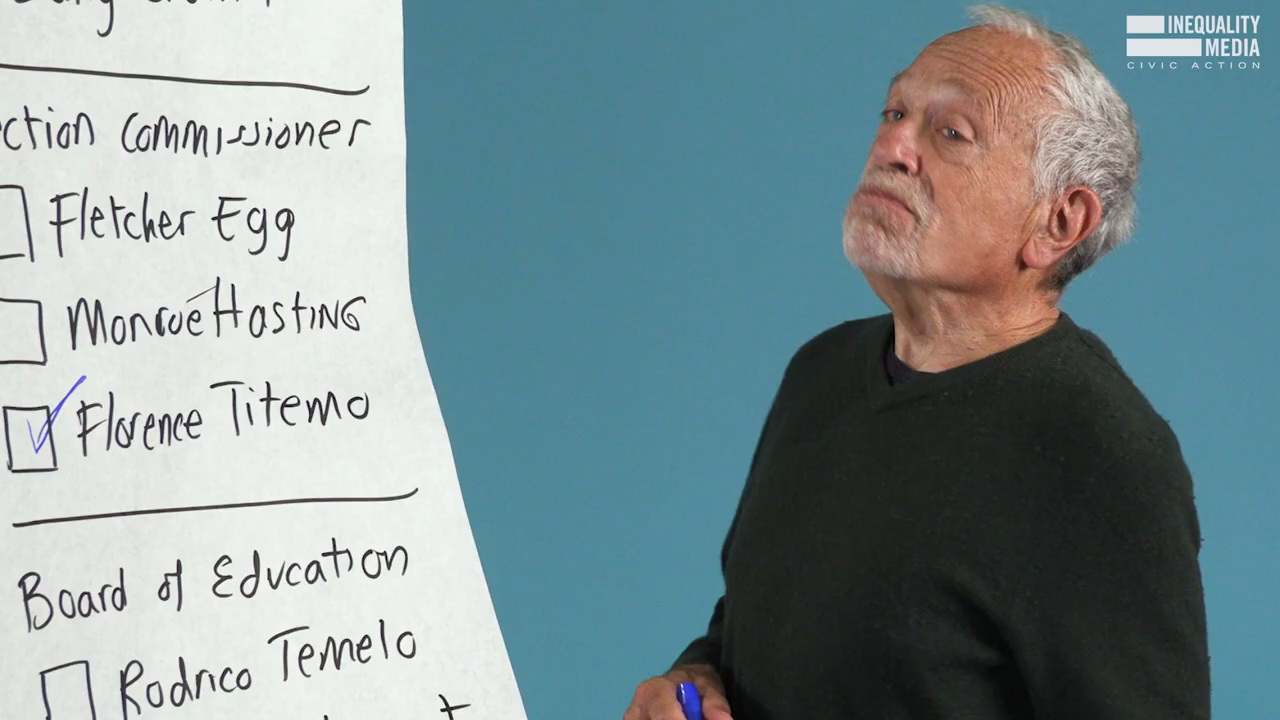 ction Commissioner
Fletcher Egg
Monroe Hasting
Florence Titemo
Board of Education
Rodrico Temelo
INEQUALITY
MEDIA
CIVIC ACTION